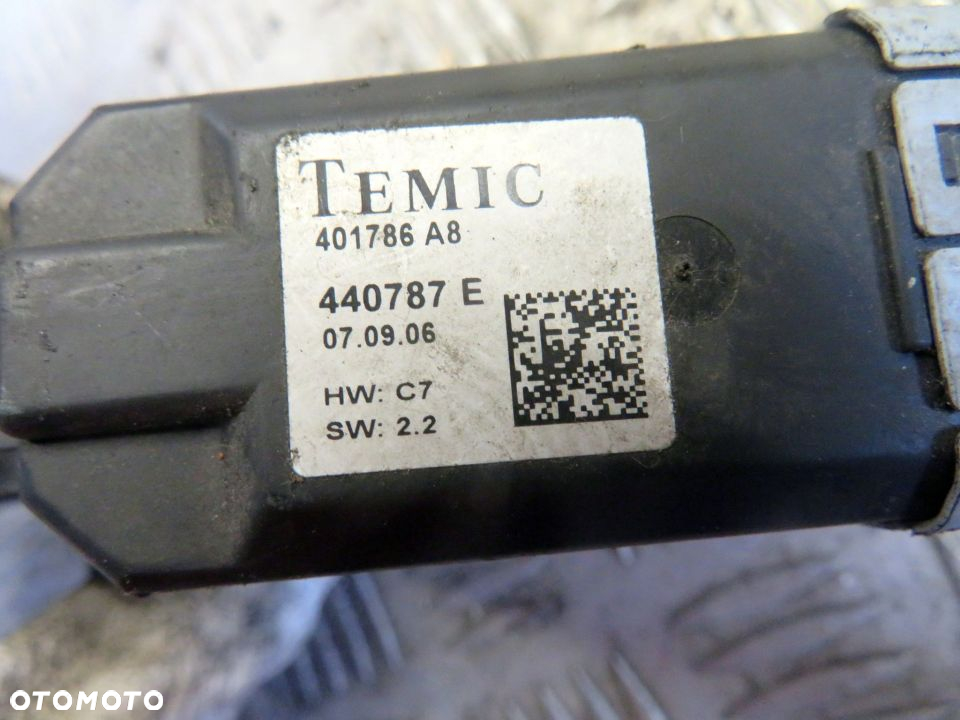 TEMIC
401786 A8
440787 E
07.09.06
HW: C7
SW: 2.2
OTOMOTO